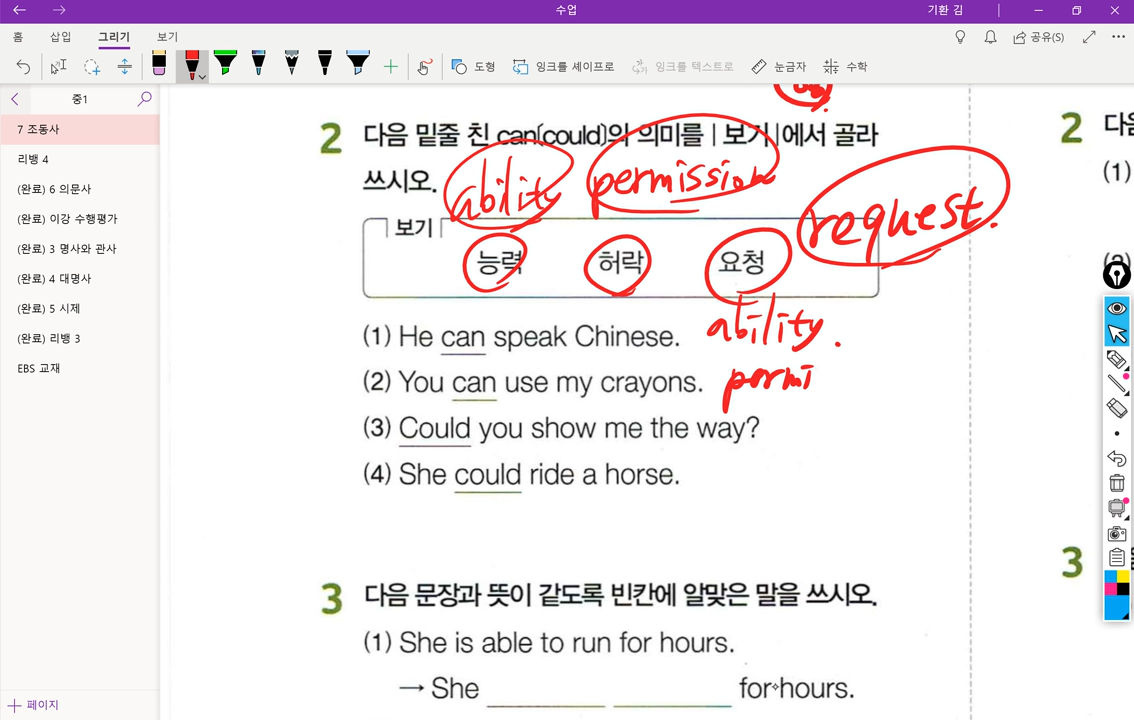 수업
기환 김
홈 삽입 그리기 보기
공유(S)
도형 잉크를 셰이프로 잉크를 텍스트로 눈금자 수학
중1
7 조동사
리뱅 4
(완료) 6 의문사
(완료) 이강 수행평가
(완료) 3 명사와 관사
(완료) 4 대명사
(완료) 5 시제
(완료) 리뱅 3
EBS 교재
페이지
2 다음 밑줄 친 can(could)의 의미를 | 보기 |에서 골라
쓰시오.
ability permission request.
보기
능력 허락 요청
(1) He can speak Chinese. ability.
(2) You can use my crayons. permi
(3) Could you show me the way?
(4) She could ride a horse.
3 다음 문장과 뜻이 같도록 빈칸에 알맞은 말을 쓰시오.
(1) She is able to run for hours.
→ She ________ ________ for hours.
2
(1)
3